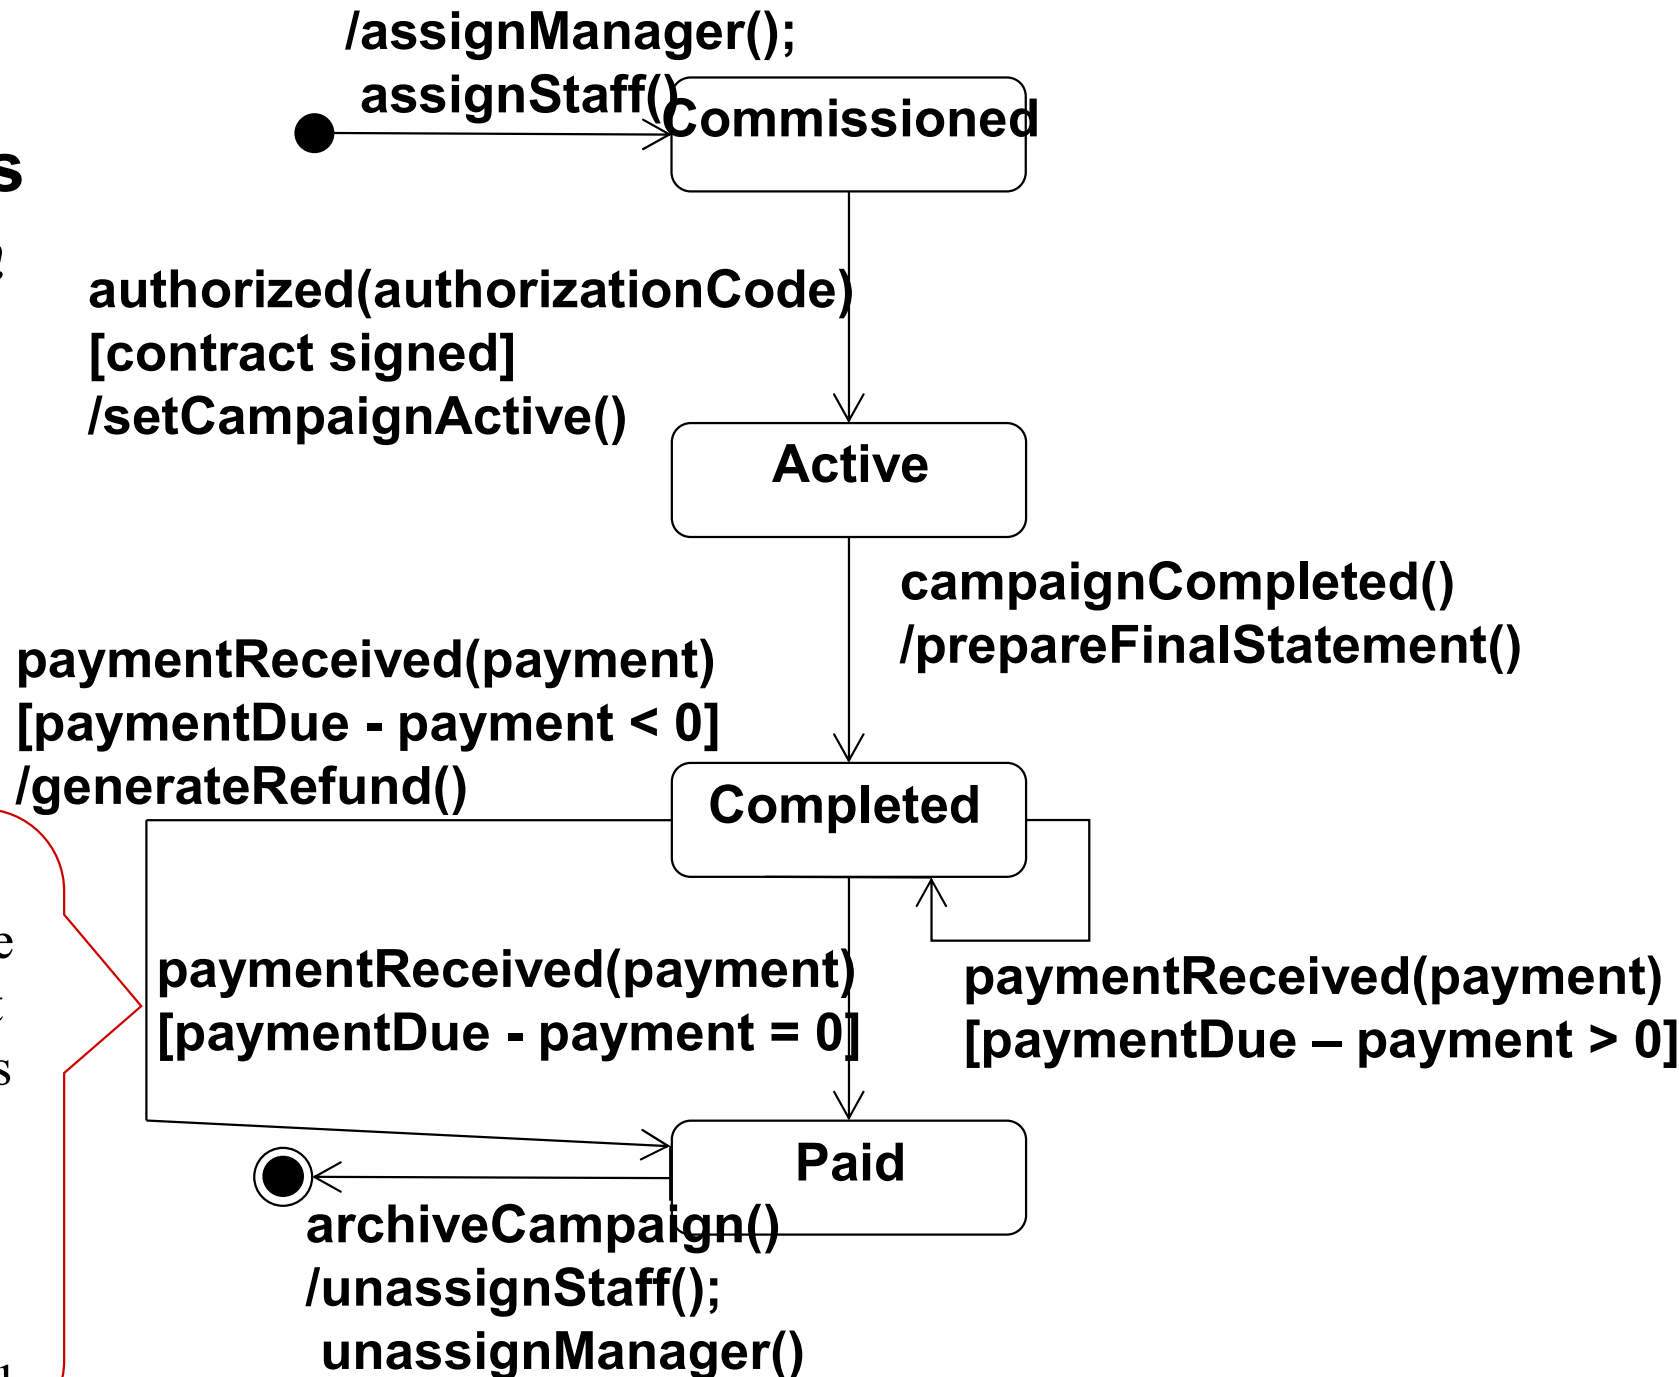 /assignManager();
assignStaff()
Commissioned
s
authorized(authorizationCode)
[contract signed]
/setCampaignActive()
Active
campaignCompleted()
/prepareFinalStatement()
paymentReceived(payment)
[paymentDue - payment < 0]
/generateRefund()
Completed
e
t
s
paymentReceived(payment)
[paymentDue - payment = 0]
paymentReceived(payment)
[paymentDue – payment > 0]
Paid
archiveCampaign()
/unassignStaff();
unassignManager()